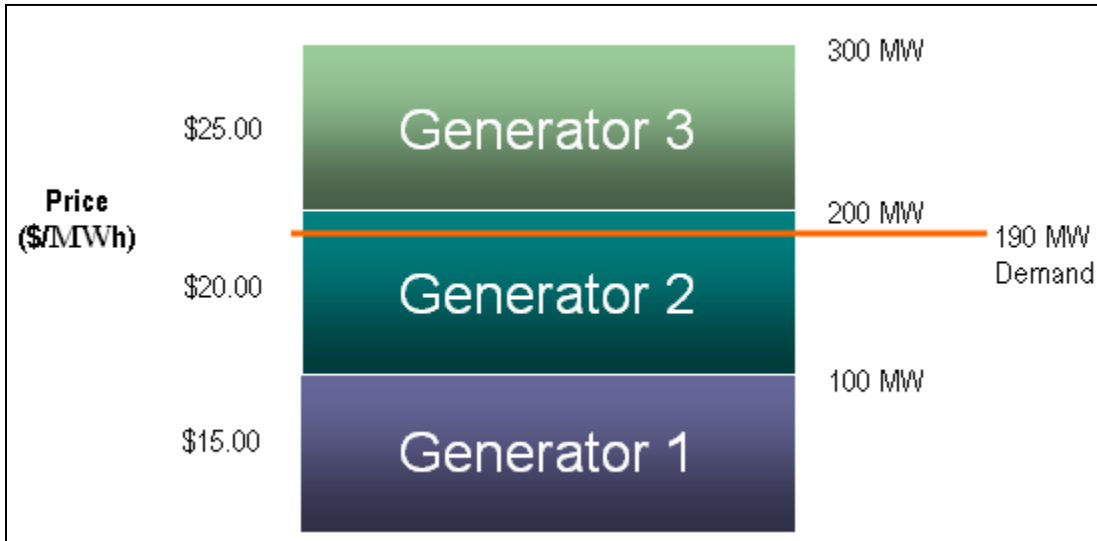 300 MW
$25.00
Generator 3
Price
($/MWh)
200 MW
190 MW
Demand
$20.00
Generator 2
100 MW
$15.00
Generator 1